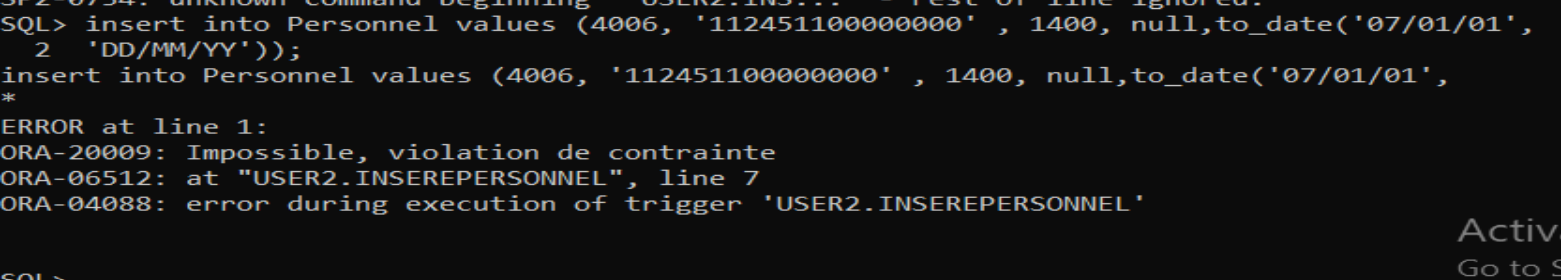 SP2-0734: unknown command beginning "USER2.INS..." - rest of line ignored.
SQL> insert into Personnel values (4006, '112451100000000' , 1400, null,to_date('07/01/01',
  2  'DD/MM/YY'));
insert into Personnel values (4006, '112451100000000' , 1400, null,to_date('07/01/01',
*
ERROR at line 1:
ORA-20009: Impossible, violation de contrainte
ORA-06512: at "USER2.INSEREPERSONNEL", line 7
ORA-04088: error during execution of trigger 'USER2.INSEREPERSONNEL'
Activ
Go to S
SQL>